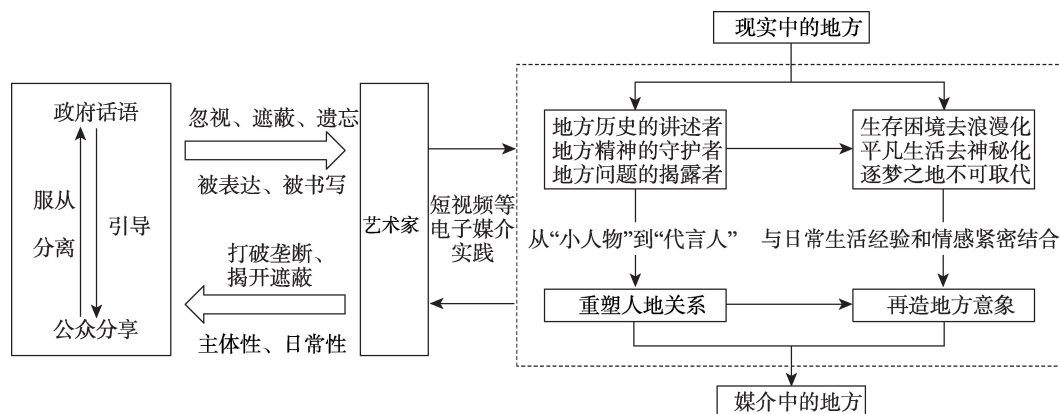 现实中的地方
政府话语
服从
分离
引导
公众分享
忽视、遮蔽、遗忘
被表达、被书写
打破垄断、
揭开遮蔽
主体性、日常性
艺术家
短视频等
电子媒介
实践
地方历史的讲述者
地方精神的守护者
地方问题的揭露者
生存困境去浪漫化
平凡生活去神秘化
逐梦之地不可取代
从“小人物”到“代言人”
与日常生活经验和情感紧密结合
重塑人地关系
再造地方意象
媒介中的地方